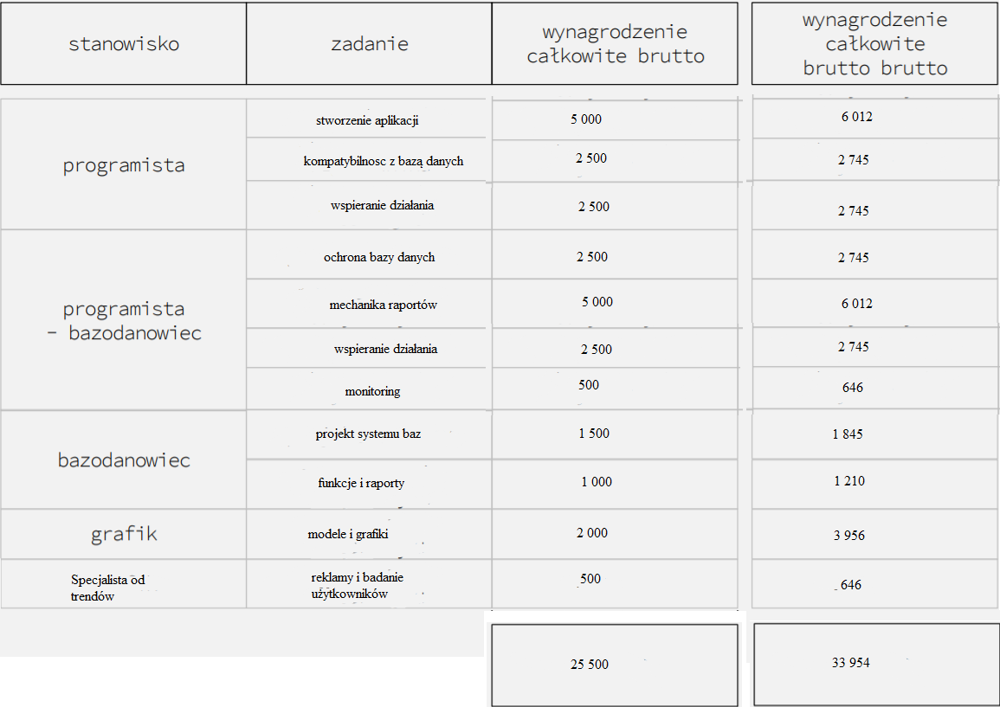 stanowisko
zadanie
wynagrodzenie
całkowite brutto
wynagrodzenie
całkowite
brutto brutto
programista
stworzenie aplikacji
5 000
6 012
kompatybilnosc z bazą danych
2 500
2 745
wspieranie działania
2 500
2 745
programista
- bazodanowiec
ochrona bazy danych
2 500
2 745
mechanika raportów
5 000
6 012
wspieranie działania
2 500
2 745
monitoring
500
646
bazodanowiec
projekt systemu baz
1 500
1 845
funkcje i raporty
1 000
1 210
grafik
modele i grafiki
2 000
3 956
Specjalista od
trendów
reklamy i badanie
użytkowników
500
646
25 500
33 954